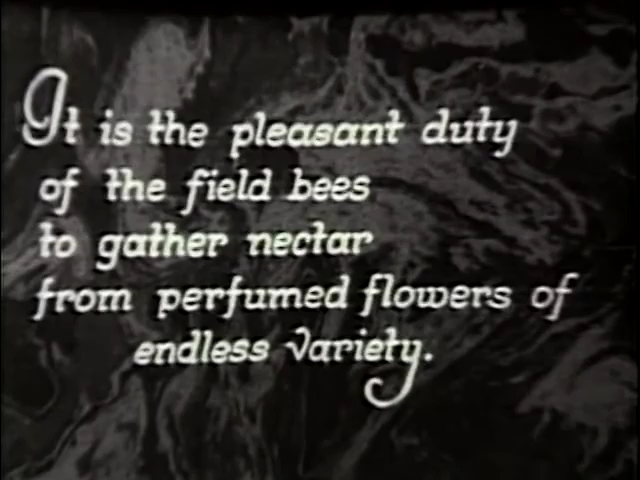 It is the pleasant duty
of the field bees
to gather nectar
from perfumed flowers of
endless variety.